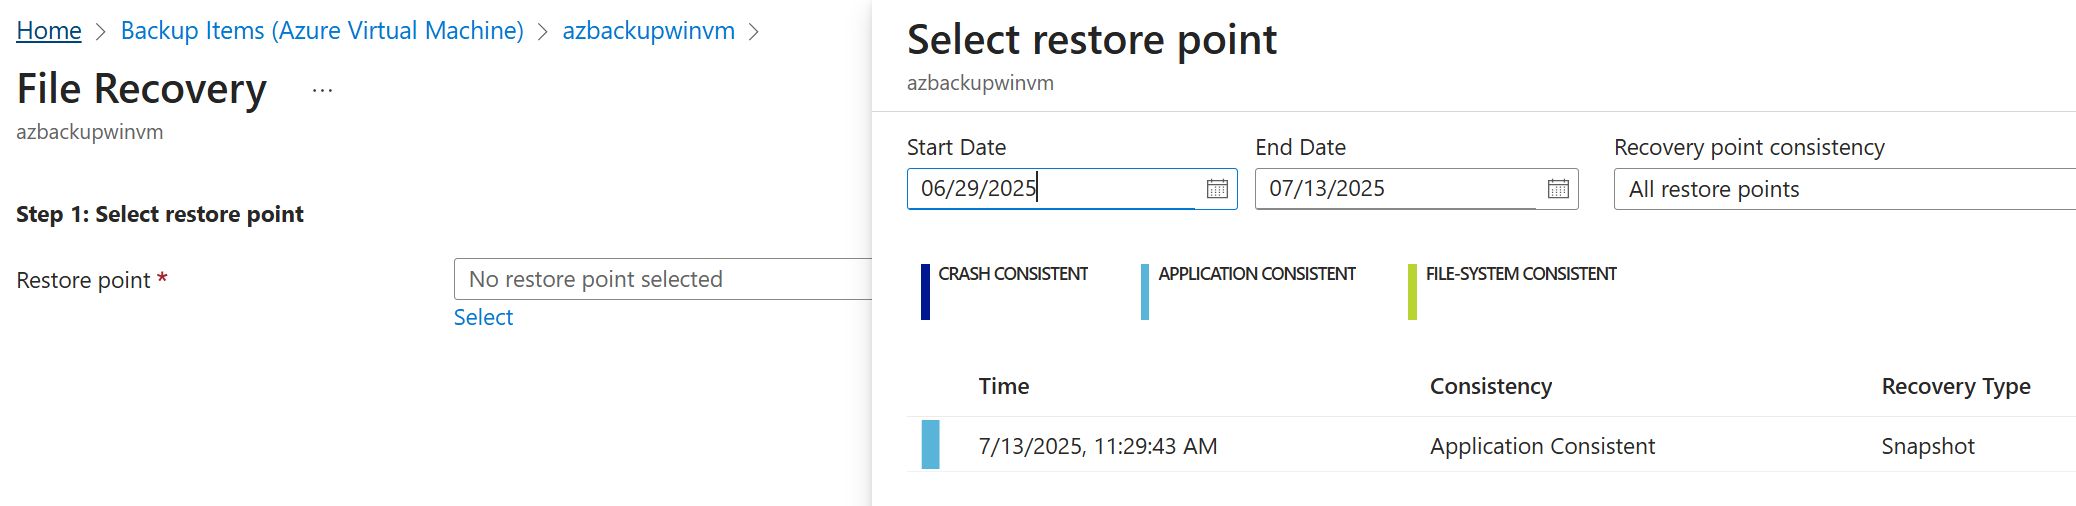 Home > Backup Items (Azure Virtual Machine) > azbackupwinvm >
File Recovery ...
azbackupwinvm
Step 1: Select restore point
Restore point *
No restore point selected
Select
Select restore point
azbackupwinvm
Start Date End Date Recovery point consistency
06/29/2025 07/13/2025 All restore points
CRASH CONSISTENT APPLICATION CONSISTENT FILE-SYSTEM CONSISTENT
Time Consistency Recovery Type
7/13/2025, 11:29:43 AM Application Consistent Snapshot